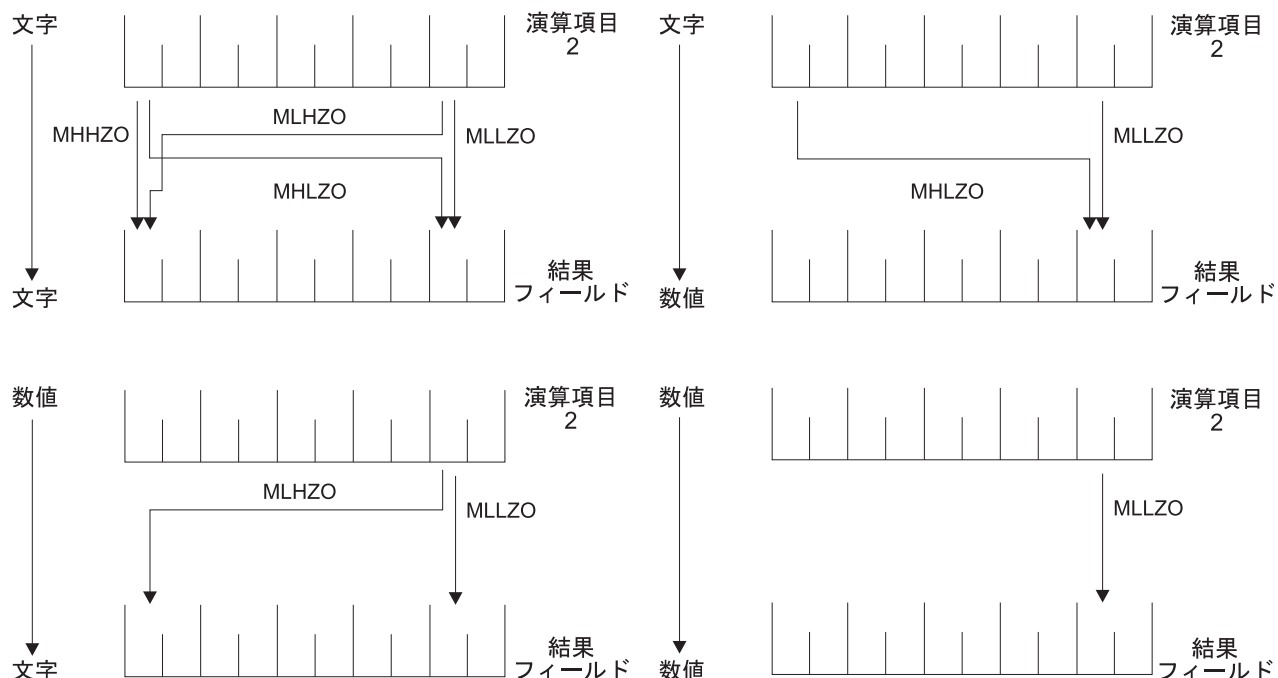 文字
演算項目
2
MHHZO
MLHZO
MLLZO
MHLZO
文字
結果
フィールド
文字
演算項目
2
MLLZO
MHLZO
数値
結果
フィールド
数値
演算項目
2
MLHZO
MLLZO
文字
結果
フィールド
数値
演算項目
2
MLLZO
数値
結果
フィールド